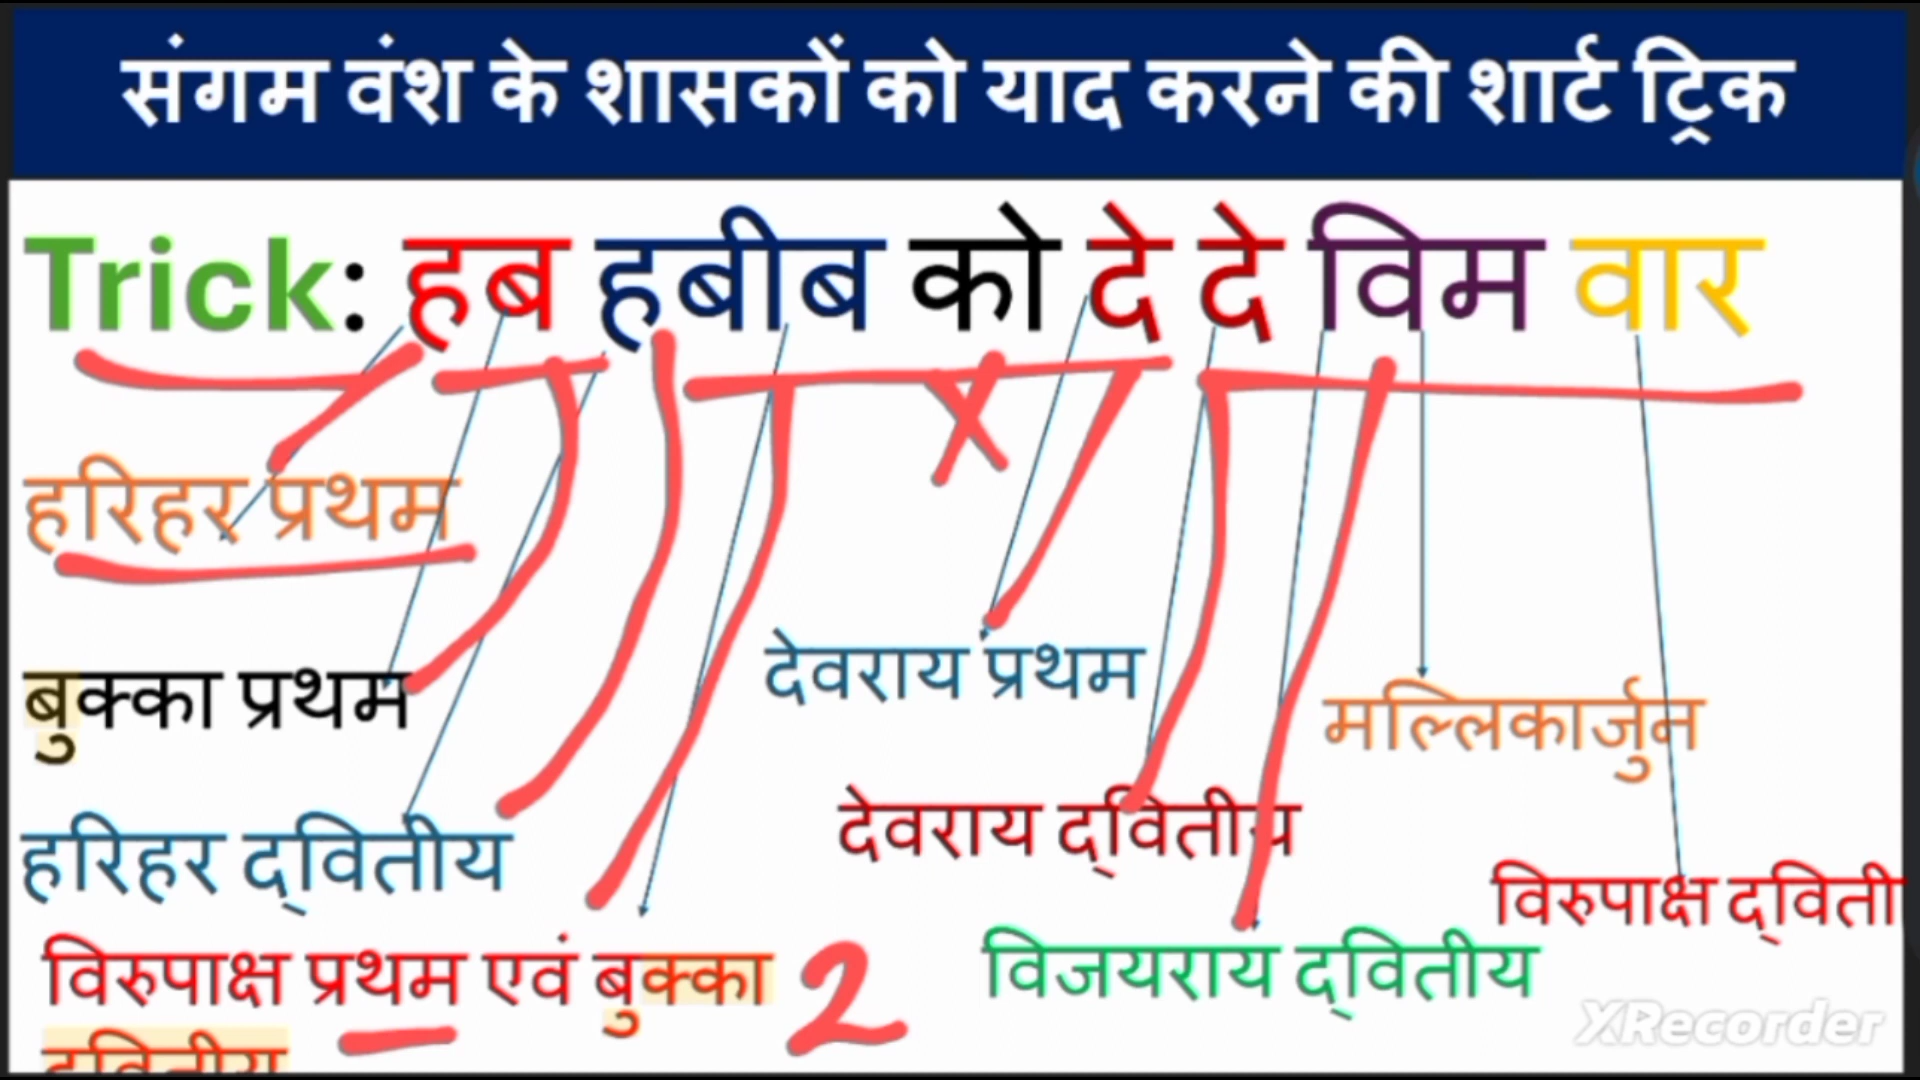 संगम वंश के शासकों को याद करने की शार्ट ट्रिक
Trick: हब हबीब को दे दे विम वार
हरिहर प्रथम
बुक्का प्रथम
देवराय प्रथम
मल्लिकार्जुन
हरिहर द्वितीय
देवराय द्वितीय
विरुपाक्ष द्विती
विरुपाक्ष प्रथम एवं बुक्का 2
द्वितीय
विजयराय द्वितीय
XRecorder